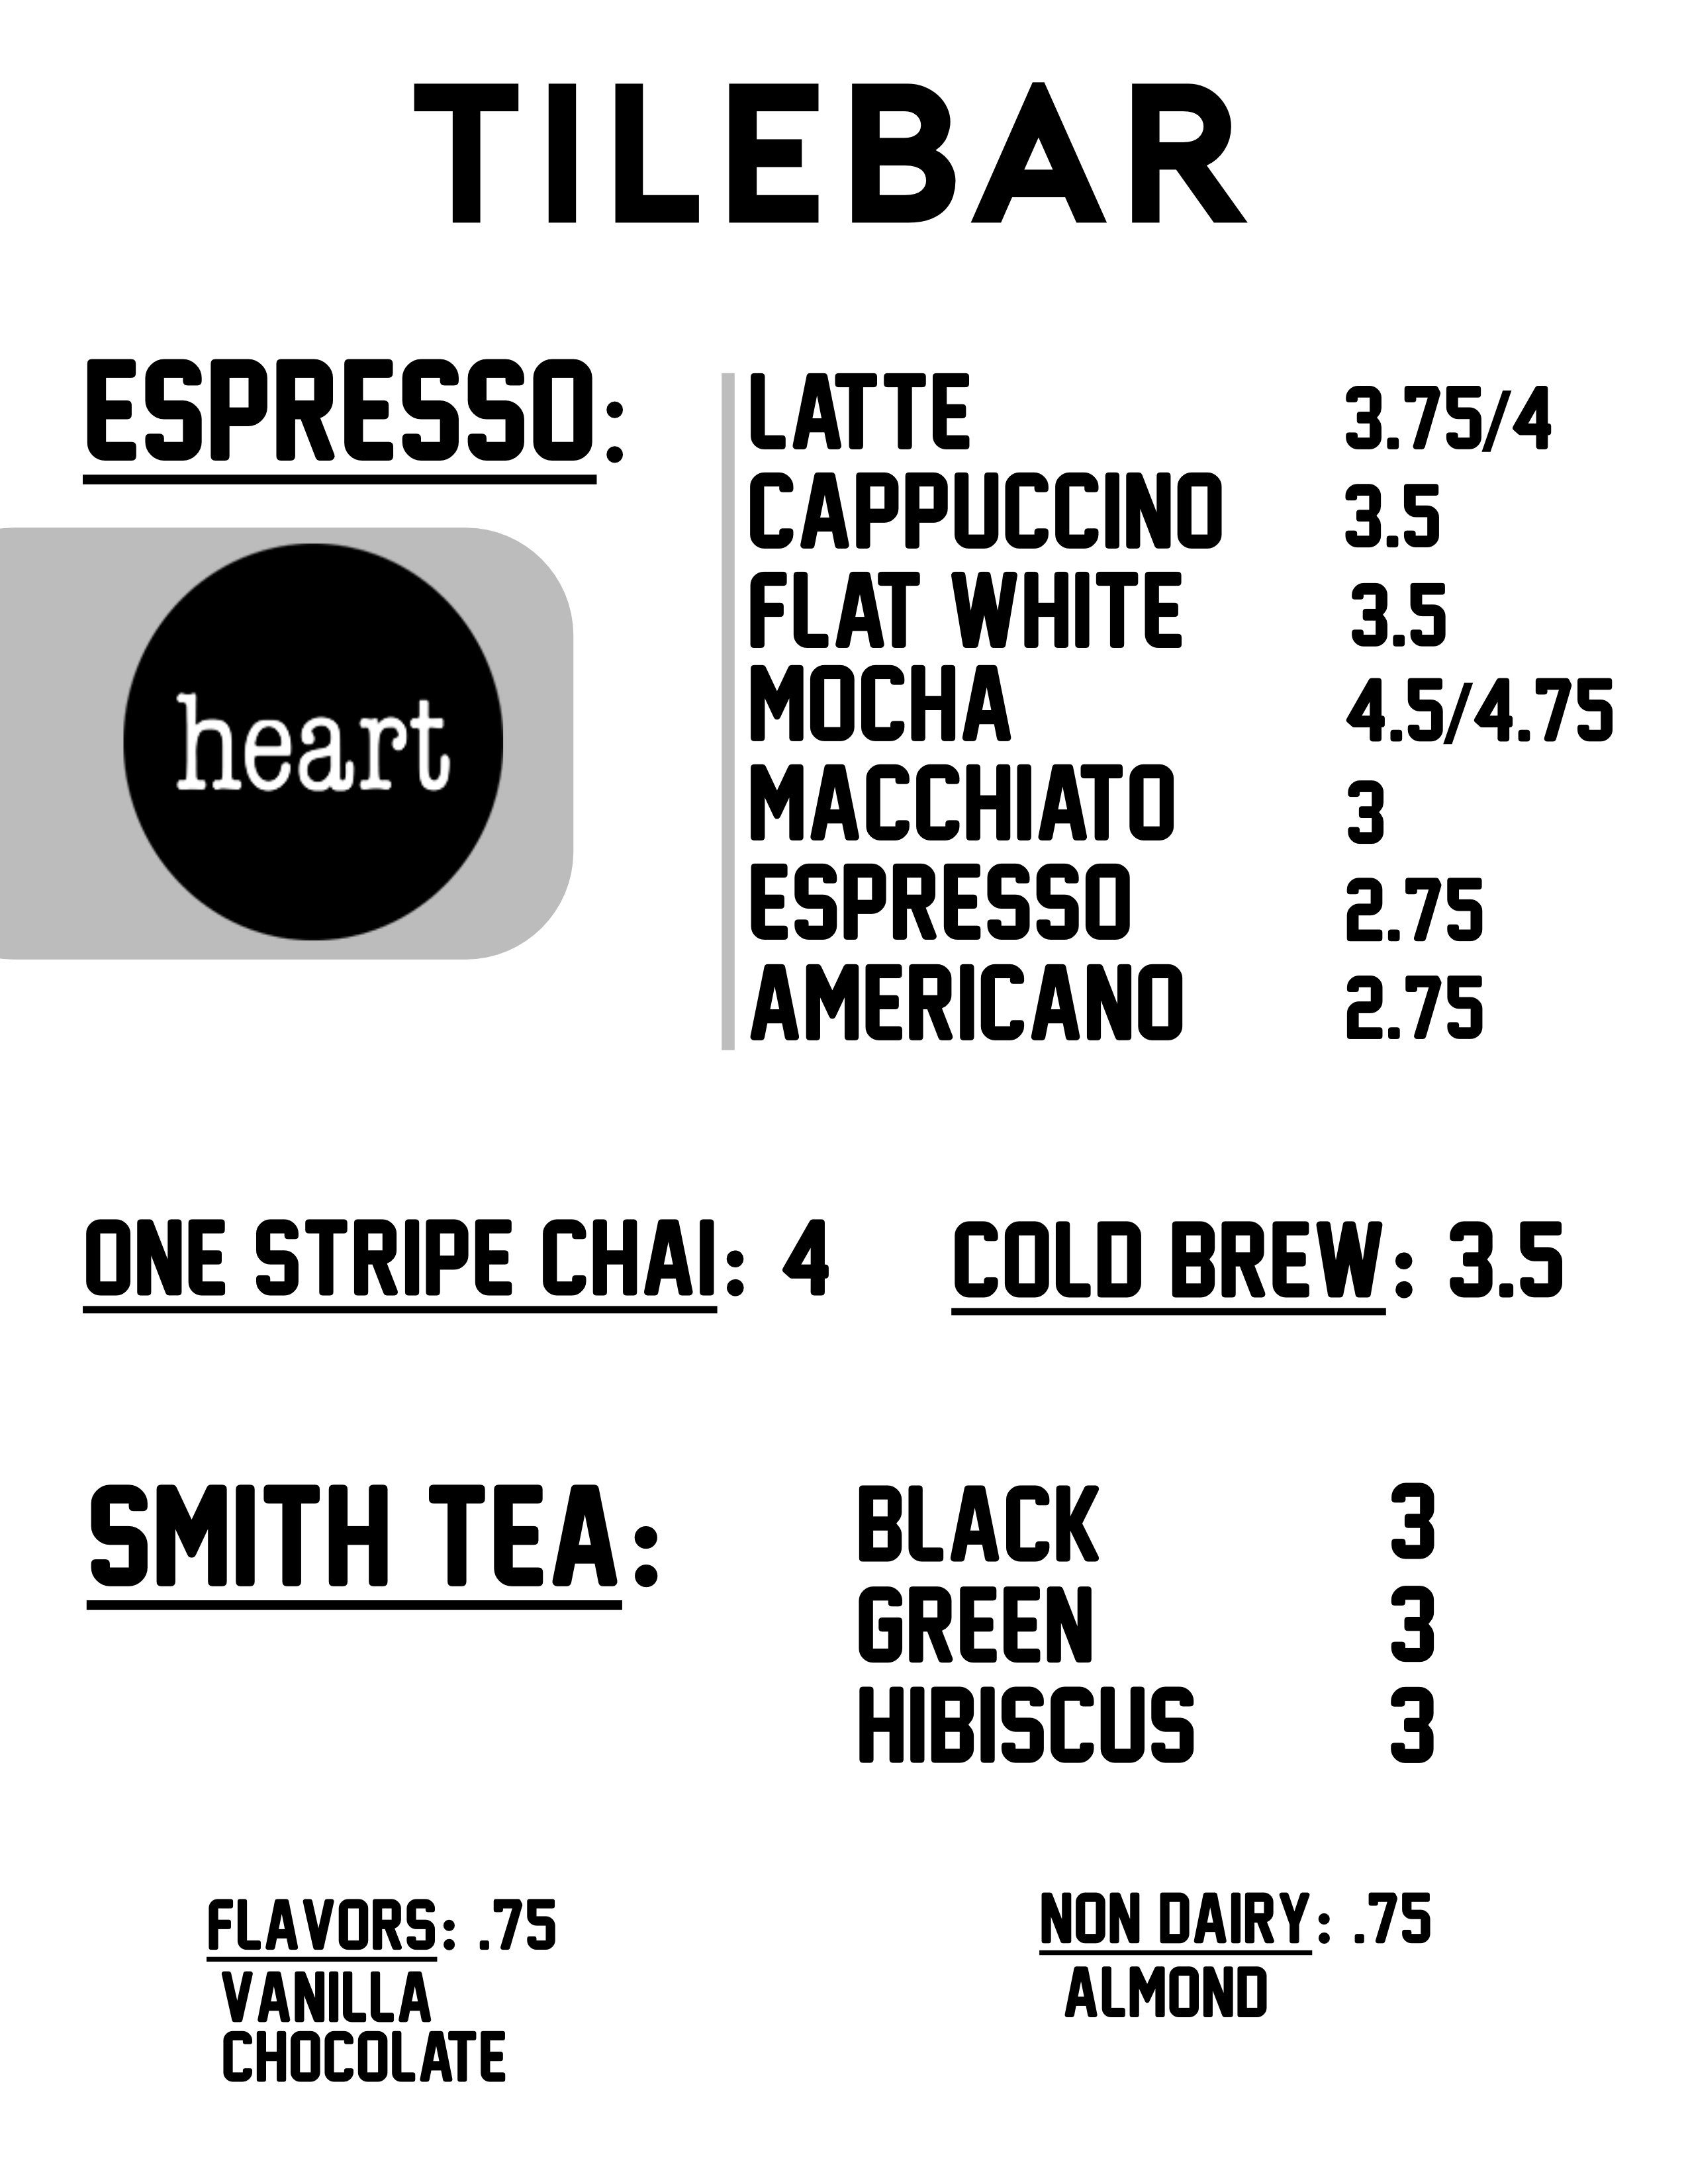 TILEBAR
ESPRESSO:
heart
LATTE 3.75/4
CAPPUCCINO 3.5
FLAT WHITE 3.5
MOCHA 4.5/4.75
MACCHIATO 3
ESPRESSO 2.75
AMERICANO 2.75
ONE STRIPE CHAI: 4
COLD BREW: 3.5
SMITH TEA:
BLACK 3
GREEN 3
HIBISCUS 3
FLAVORS: .75
VANILLA
CHOCOLATE
NON DAIRY: .75
ALMOND